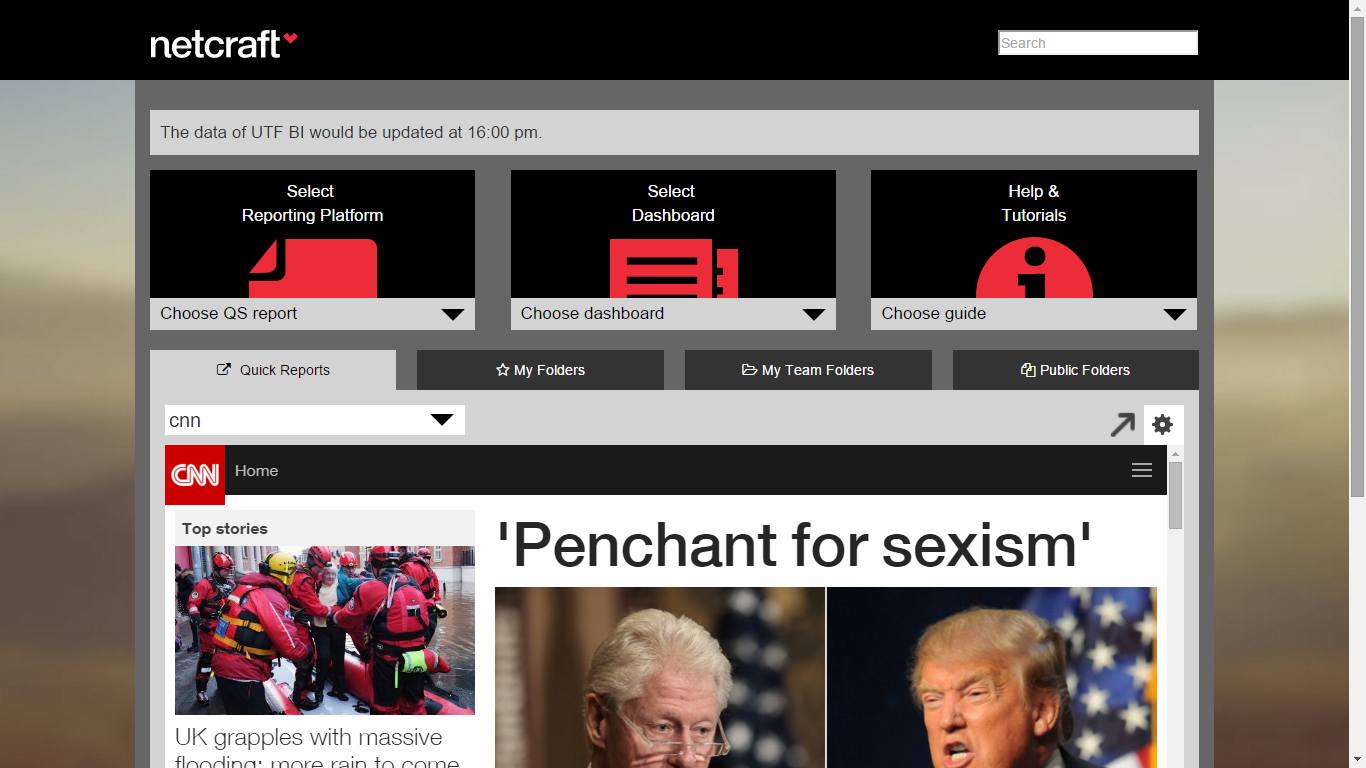 netcraft
Search
The data of UTF BI would be updated at 16:00 pm.
Select
Reporting Platform
Choose QS report
Select
Dashboard
Choose dashboard
Help &
Tutorials
Choose guide
Quick Reports
My Folders
My Team Folders
Public Folders
cnn
CNN
Home
Top stories
'Penchant for sexism'
UK grapples with massive
flooding; more rain to come